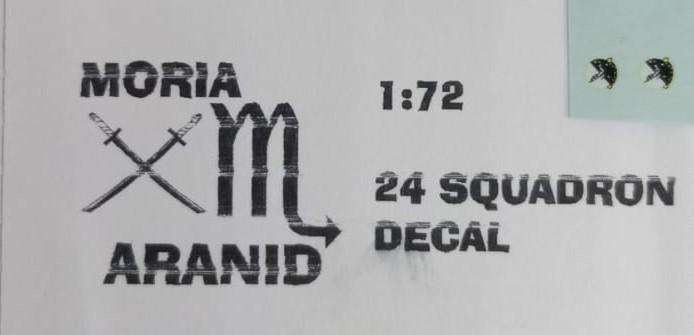 MORIA
ARANID
1:72
24 SQUADRON
DECAL